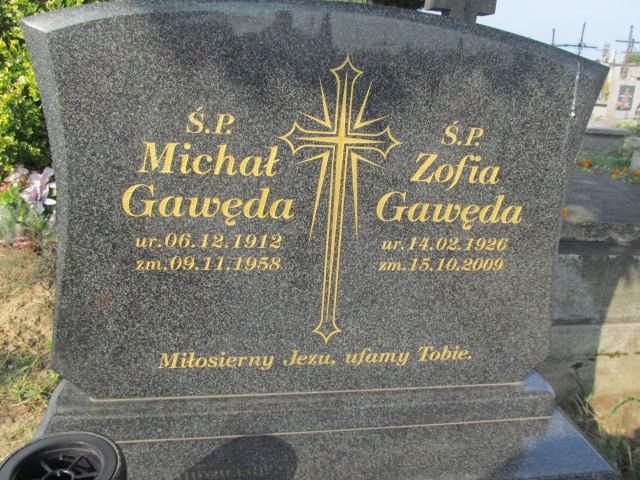 Ś.P.
Michał
Gawęda
ur.06.12.1912
zm.09.11.1958
Ś.P.
Zofia
Gawęda
ur.14.02.1926
zm.15.10.2009
Miłosierny Jezu, ufamy Tobie.